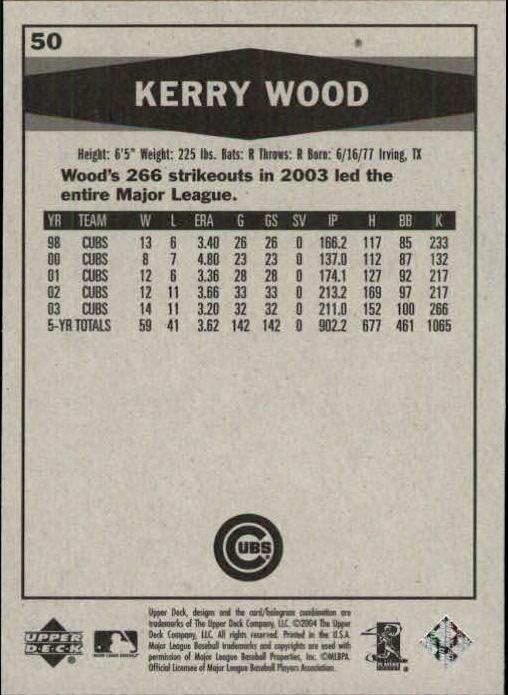 50
KERRY WOOD
Height: 6'5" Weight: 225 lbs. Bats: R Throws: R Born: 6/16/77 Irving, TX
Wood's 266 strikeouts in 2003 led the
entire Major League.
YR TEAM W L ERA G GS SV IP H BB K
98 CUBS 13 6 3.40 26 26 0 166.2 117 85 233
00 CUBS 8 7 4.80 23 23 0 137.0 112 87 132
01 CUBS 12 6 3.36 28 28 0 174.1 127 92 217
02 CUBS 12 11 3.66 33 33 0 213.2 169 97 217
03 CUBS 14 11 3.20 32 32 0 211.0 152 100 266
5-YR TOTALS 59 41 3.62 142 142 0 902.2 677 461 1065
CUBS
Upper Deck, designs and the card/hologram combination are
trademarks of The Upper Deck Company, LLC. ©2004 The Upper
Deck Company, LLC. All rights reserved. Printed in the U.S.A.
Major League Baseball trademarks and copyrights are used with
permission of Major League Baseball Properties, Inc. ©MLBPA.
Official Licensee of Major League Baseball Players Association.
UPPER
DECK
PLAYERS